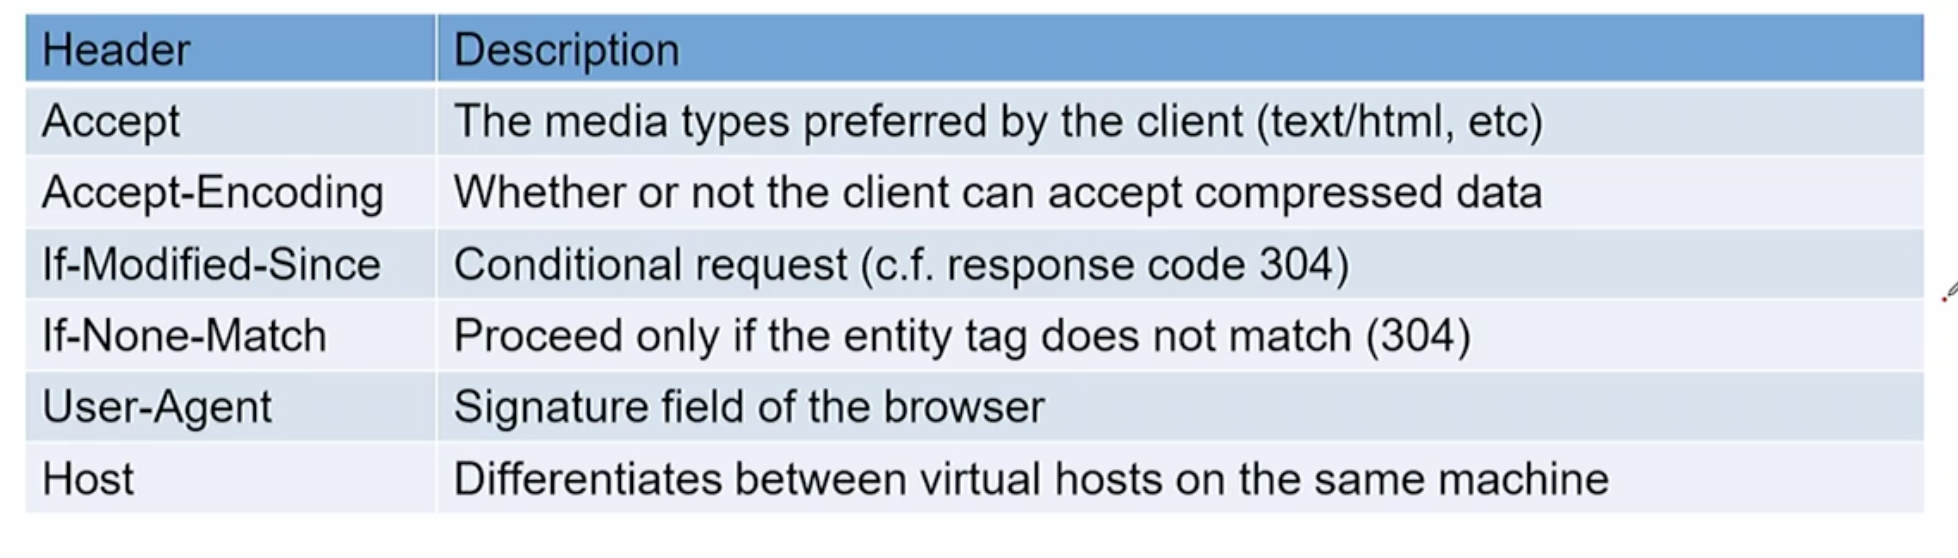 Header Description
Accept The media types preferred by the client (text/html, etc)
Accept-Encoding Whether or not the client can accept compressed data
If-Modified-Since Conditional request (c.f. response code 304)
If-None-Match Proceed only if the entity tag does not match (304)
User-Agent Signature field of the browser
Host Differentiates between virtual hosts on the same machine